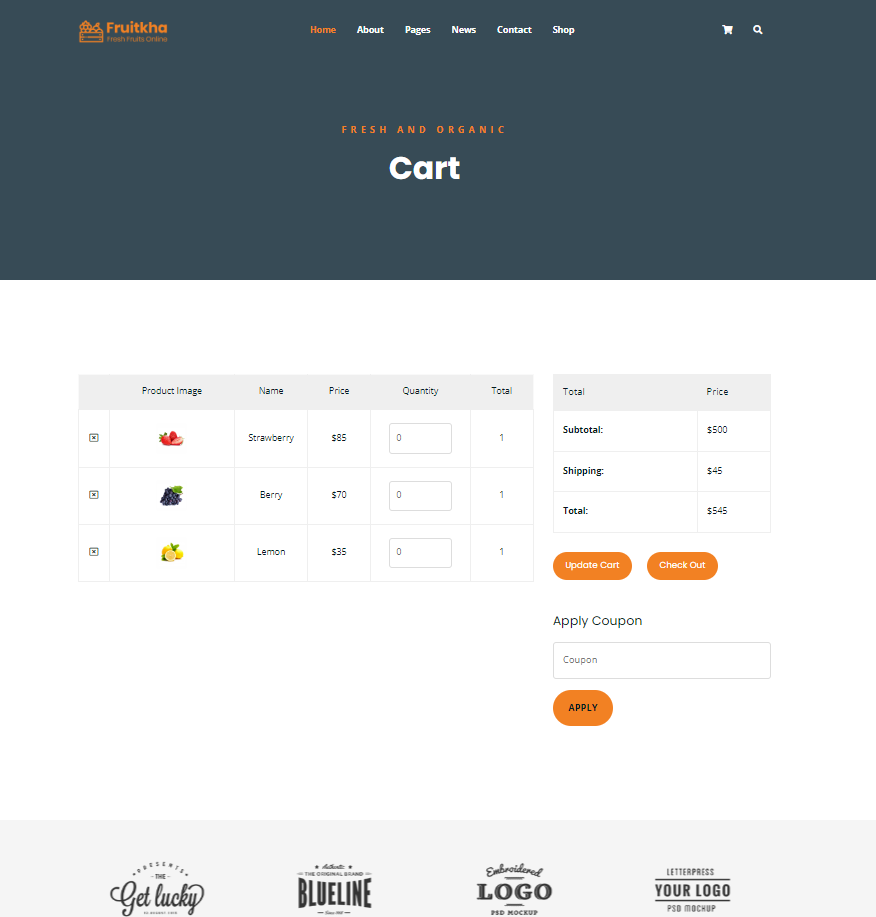 Fruitkha
Fresh Fruits Online
Home About Pages News Contact Shop
FRESH AND ORGANIC
Cart
Product Image Name Price Quantity Total
Strawberry $85 0 1
Berry $70 0 1
Lemon $35 0 1
Total Price
Subtotal: $500
Shipping: $45
Total: $545
Update Cart Check Out
Apply Coupon
Coupon
APPLY
PRESENTS
- THE -
Get lucky
Authentic
THE ORIGINAL BRAND
BLUELINE
Embroidered
LOGO
PSD MOCKUP
LETTERPRESS
YOUR LOGO
PSD MOCKUP